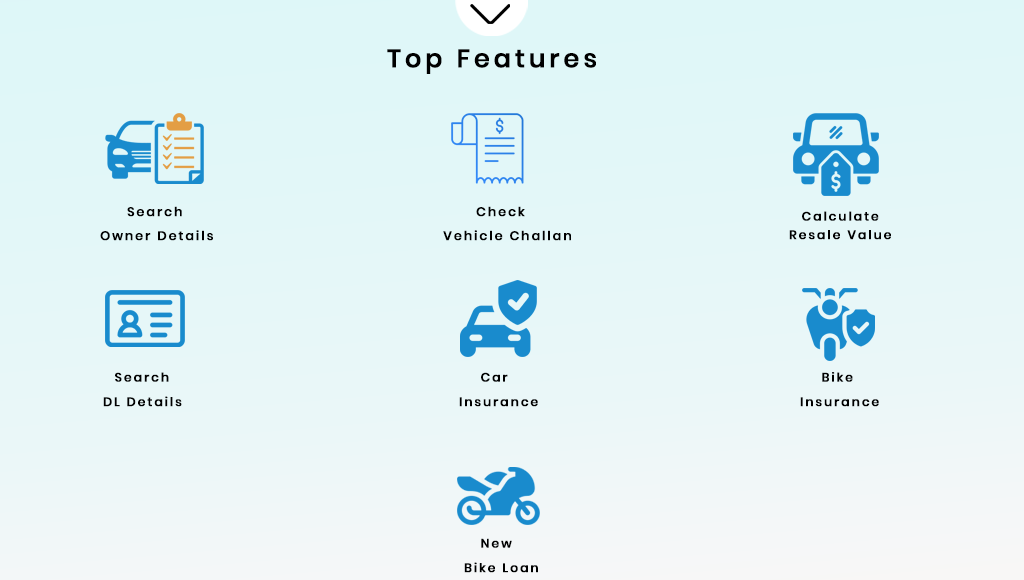 Top Features
$
$
Search
Owner Details
Check
Vehicle Challan
Calculate
Resale Value
Search
DL Details
Car
Insurance
Bike
Insurance
New
Bike Loan